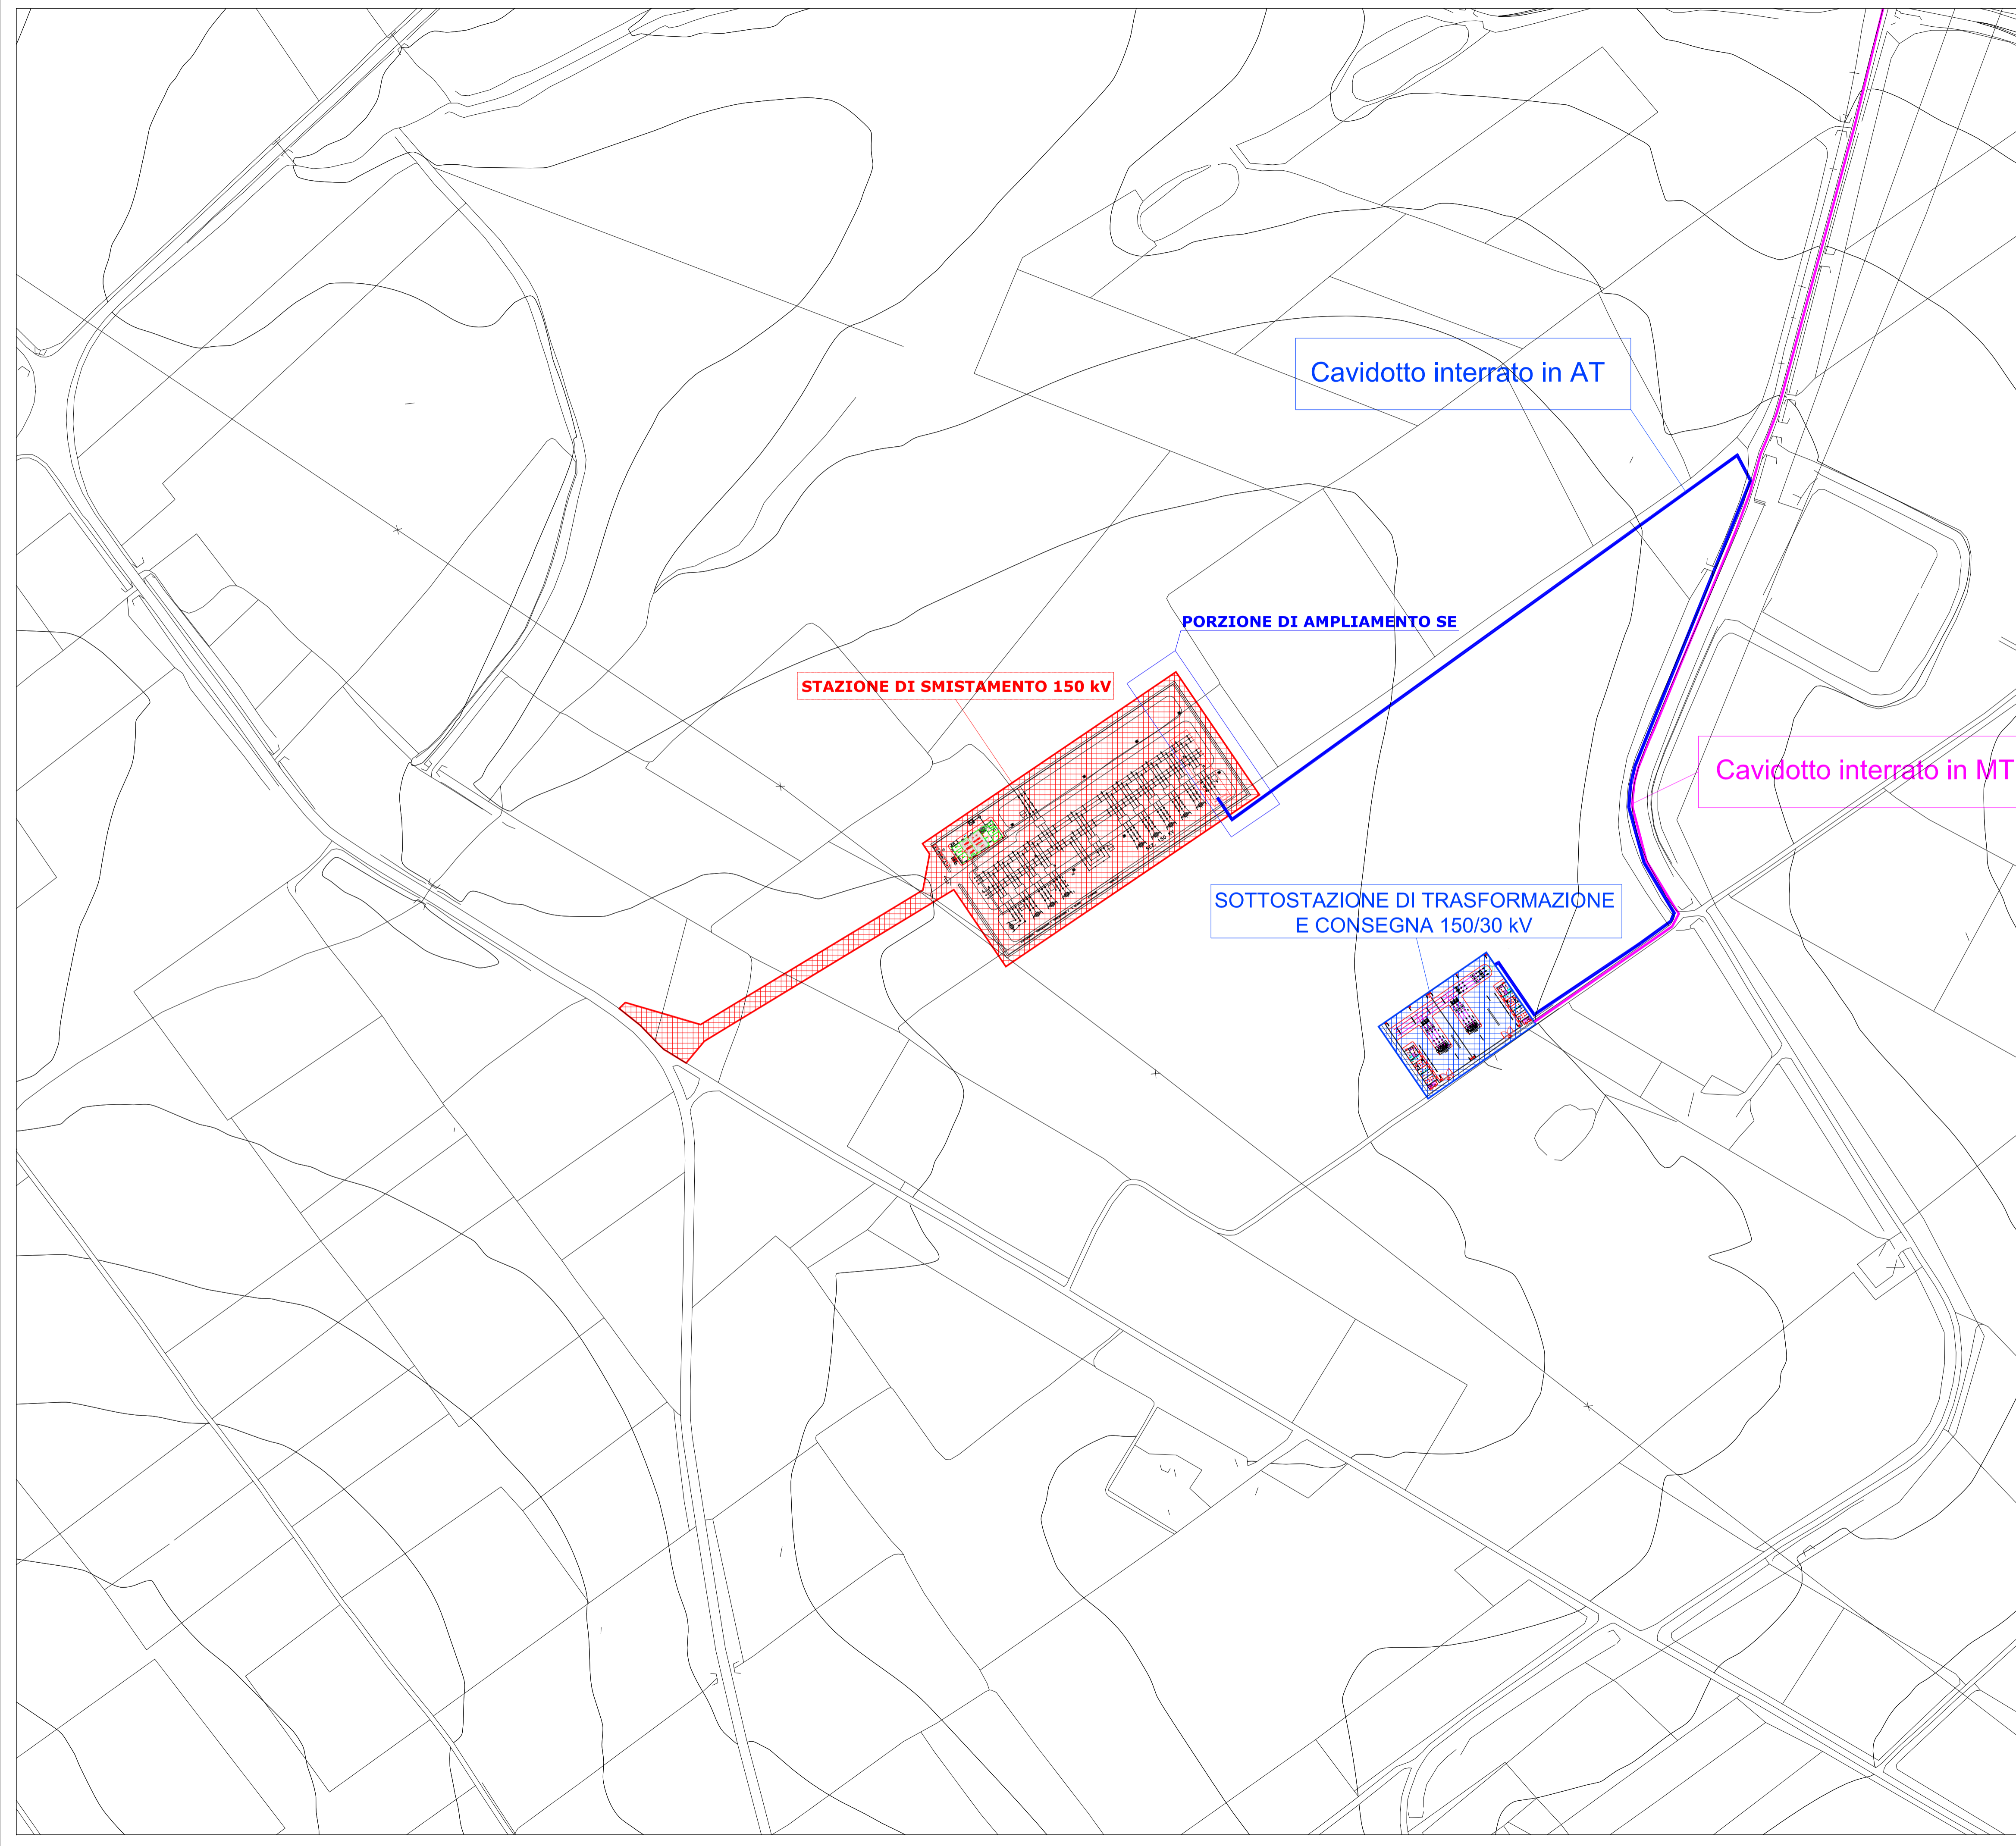 Cavidotto interrato in AT
PORZIONE DI AMPLIAMENTO SE
STAZIONE DI SMISTAMENTO 150 kV
Cavidotto interrato in MT
SOTTOSTAZIONE DI TRASFORMAZIONE
E CONSEGNA 150/30 kV